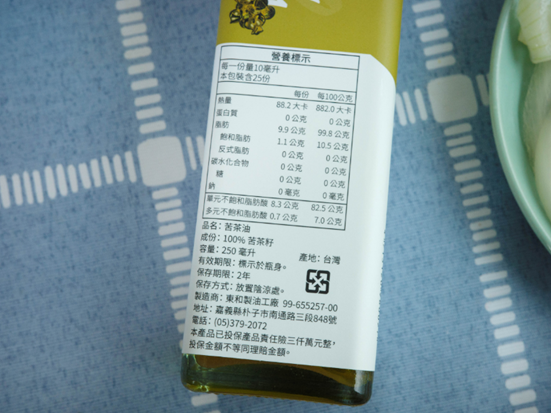 營養標示
每一份量10毫升
本包裝含25份
每份 每100公克
熱量 88.2 大卡 882.0 大卡
蛋白質 0 公克 0 公克
脂肪 9.9 公克 99.8 公克
飽和脂肪 1.1 公克 10.5 公克
反式脂肪 0 公克 0 公克
碳水化合物 0 公克 0 公克
糖 0 公克 0 公克
鈉 0 毫克 0 毫克
單元不飽和脂肪酸 8.3 公克 82.5 公克
多元不飽和脂肪酸 0.7 公克 7.0 公克
品名：苦茶油
成份：100% 苦茶籽 產地：台灣
容量：250 毫升
有效期限：標示於瓶身。
保存期限：2年
保存方式：放置陰涼處。
製造商：東和製油工廠 99-655257-00
地址：嘉義縣朴子市南通路三段848號
電話：(05)379-2072
本產品已投保產品責任險三仟萬元整，
投保金額不等同理賠金額。